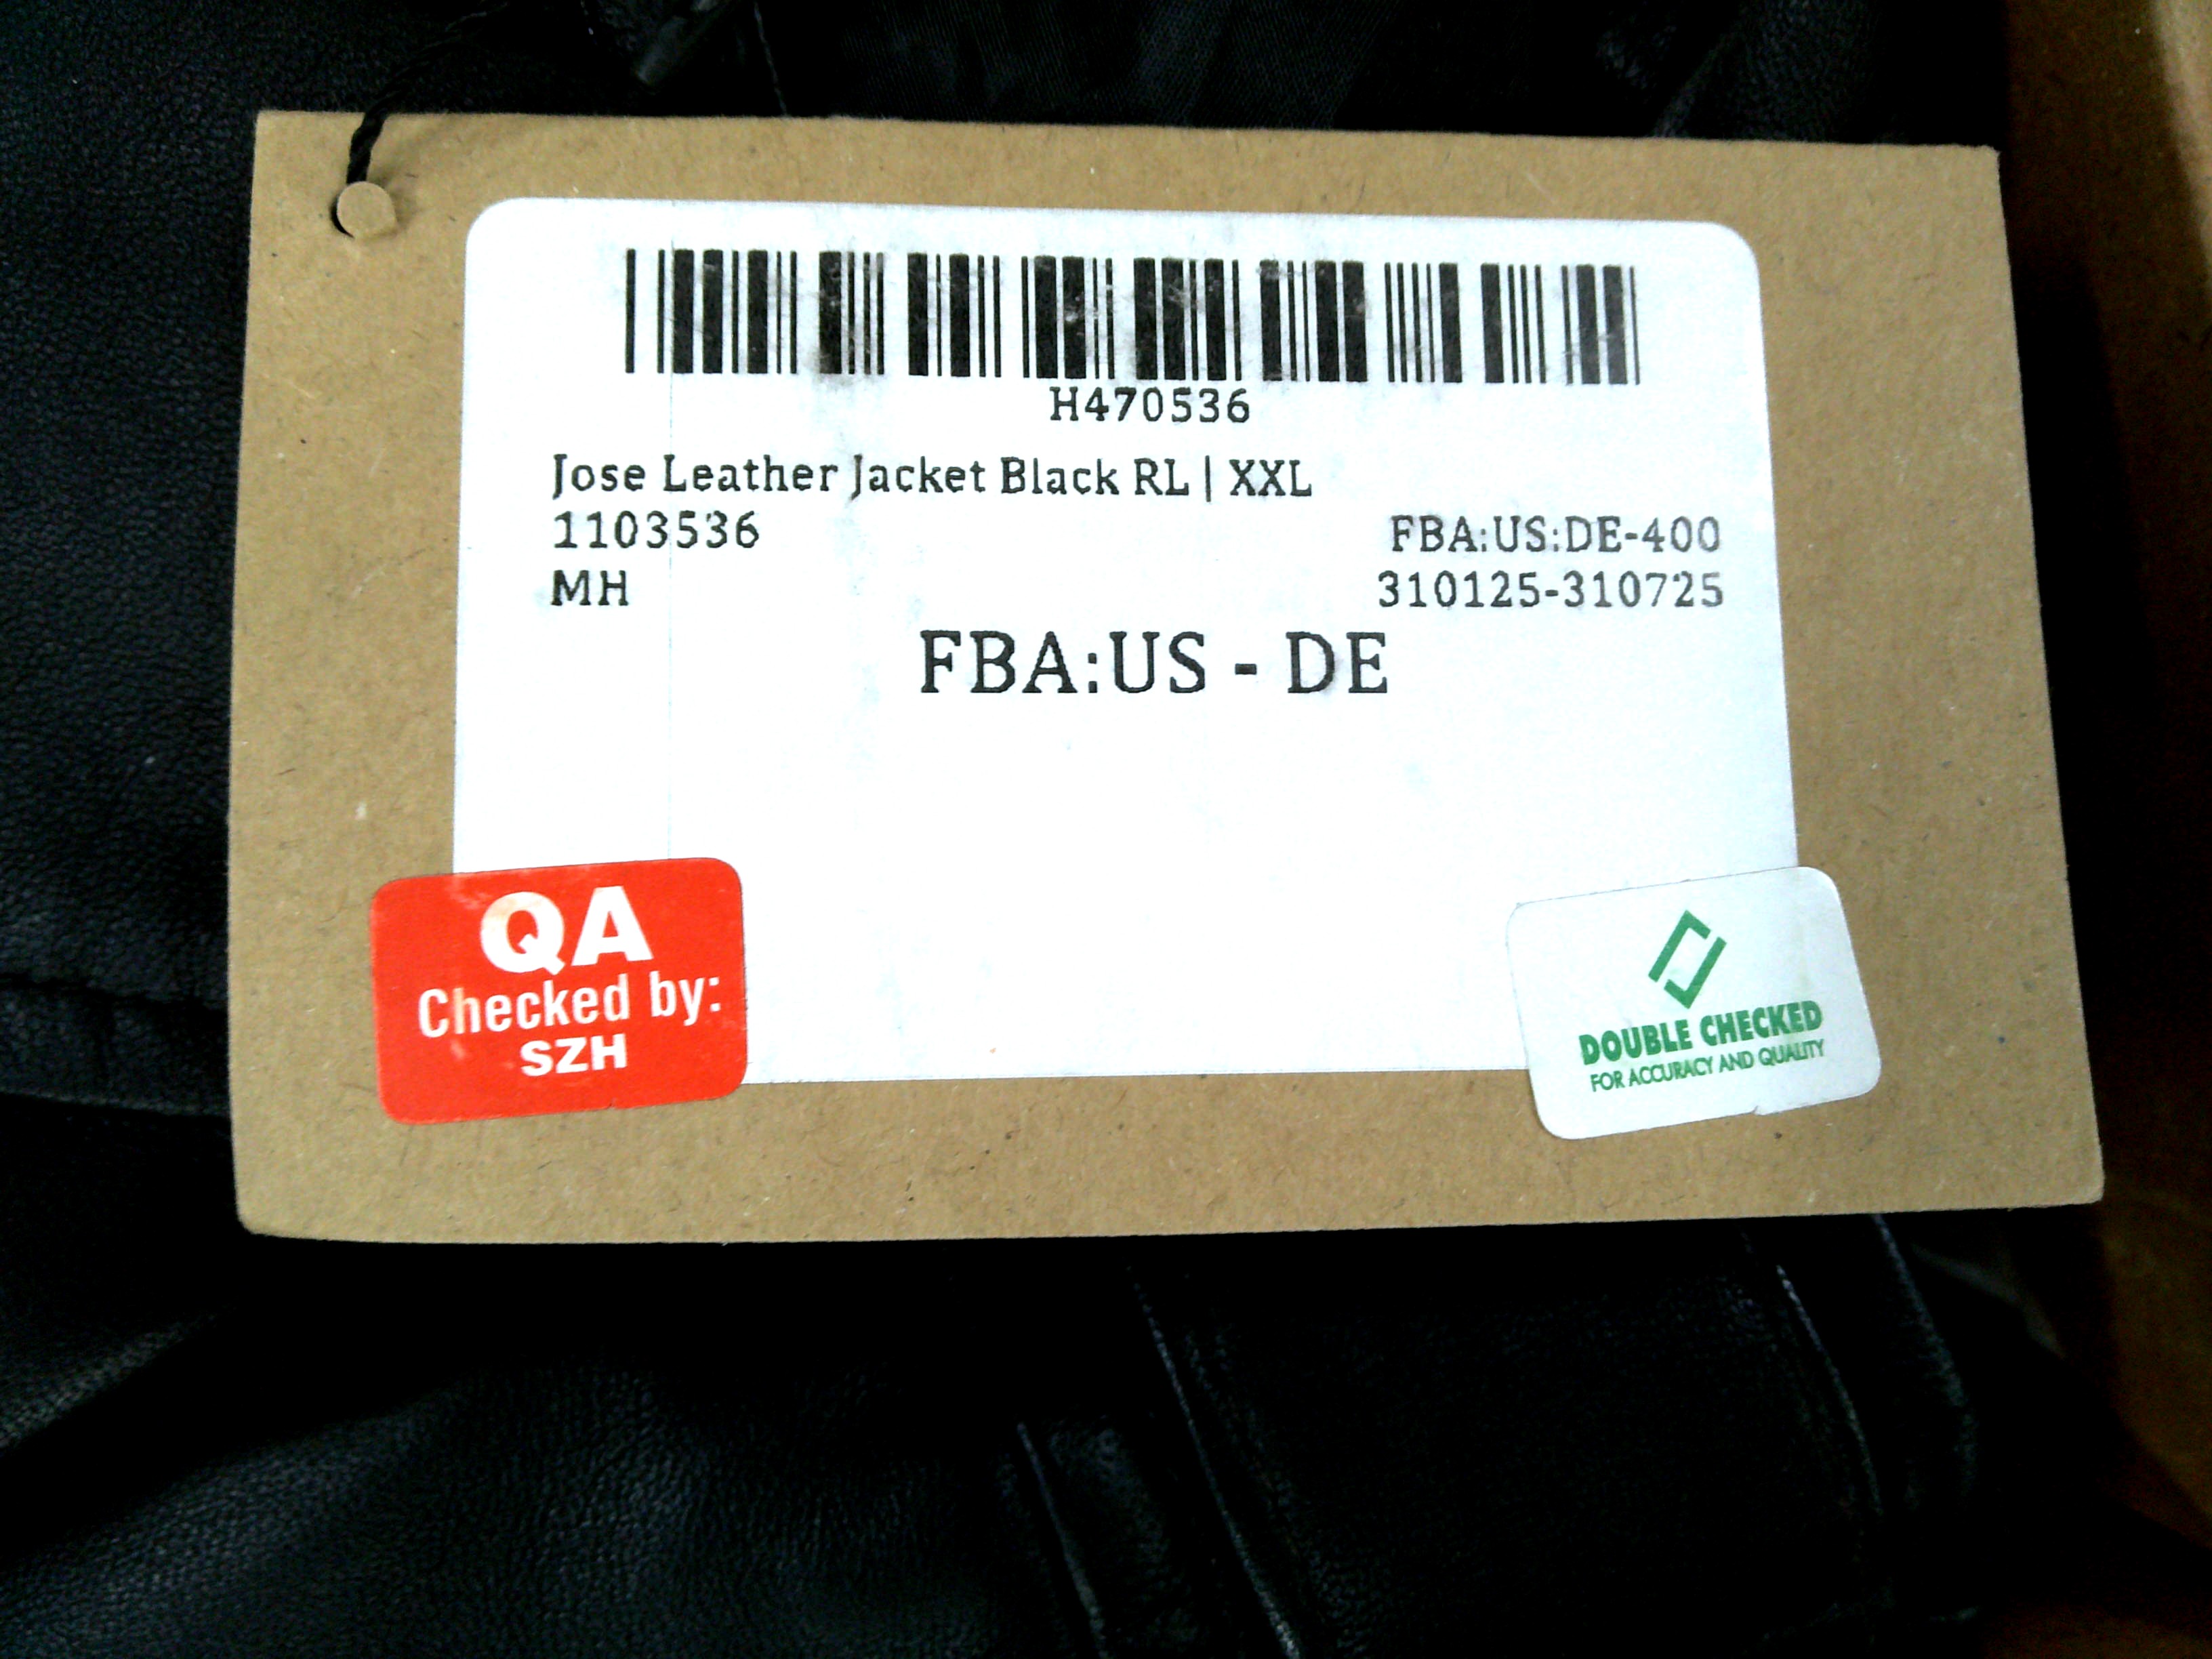 H470536
Jose Leather Jacket Black RL | XXL
1103536
FBA:US:DE-400
MH
310125-310725
FBA:US - DE
QA
Checked by:
SZH
DOUBLE CHECKED
FOR ACCURACY AND QUALITY